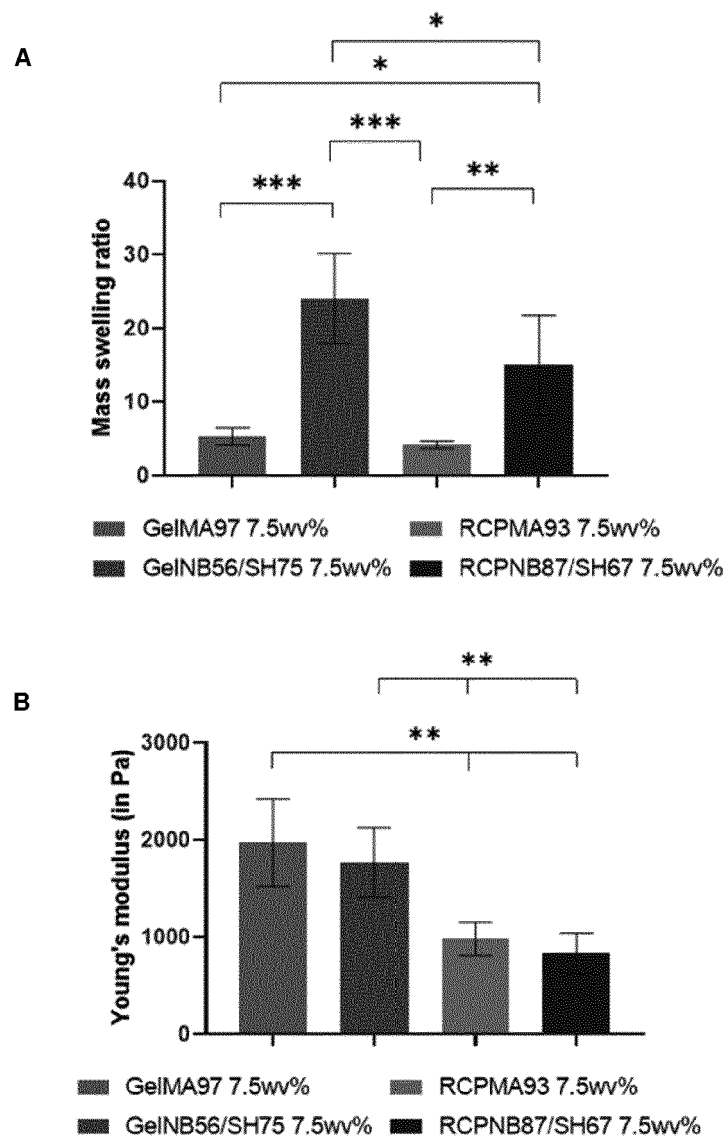 A
*
*
***
***
**
Mass swelling ratio
40
30
20
10
0
GelMA97 7.5wv%
RCPMA93 7.5wv%
GelNB56/SH75 7.5wv%
RCPNB87/SH67 7.5wv%
B
**
**
Young's modulus (in Pa)
3000
2000
1000
0
GelMA97 7.5wv%
RCPMA93 7.5wv%
GelNB56/SH75 7.5wv%
RCPNB87/SH67 7.5wv%